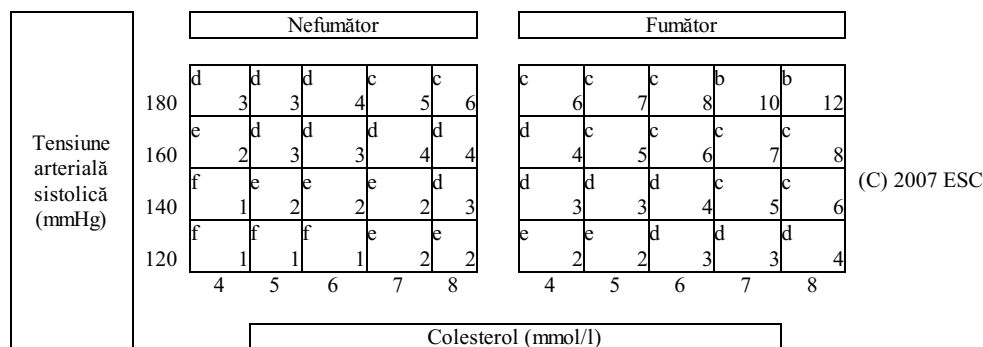 Nefumător Fumător
d d d c c c c c b b
180 3 3 4 5 6 6 7 8 10 12
e d d d d d c c c c
160 2 3 3 4 4 4 5 6 7 8
f e e e d d d d c c
140 1 2 2 2 3 3 3 4 5 6
f f f e e e e d d d
120 1 1 1 2 2 2 2 3 3 4
4 5 6 7 8 4 5 6 7 8
Tensiune
arterială
sistolică
(mmHg)
(C) 2007 ESC
Colesterol (mmol/l)